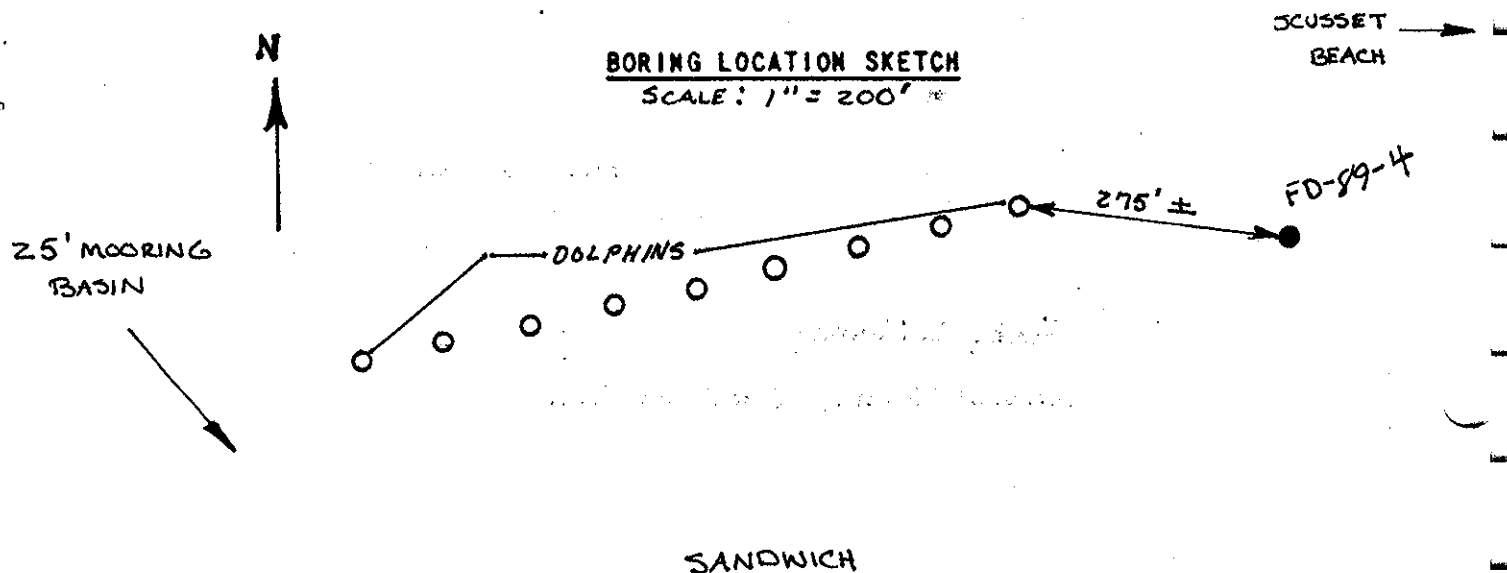 N
BORING LOCATION SKETCH
SCALE: 1" = 200'
SCUSSET
BEACH
FD-89-4
275' ±
25' MOORING
BASIN
DOLPHINS
SANDWICH